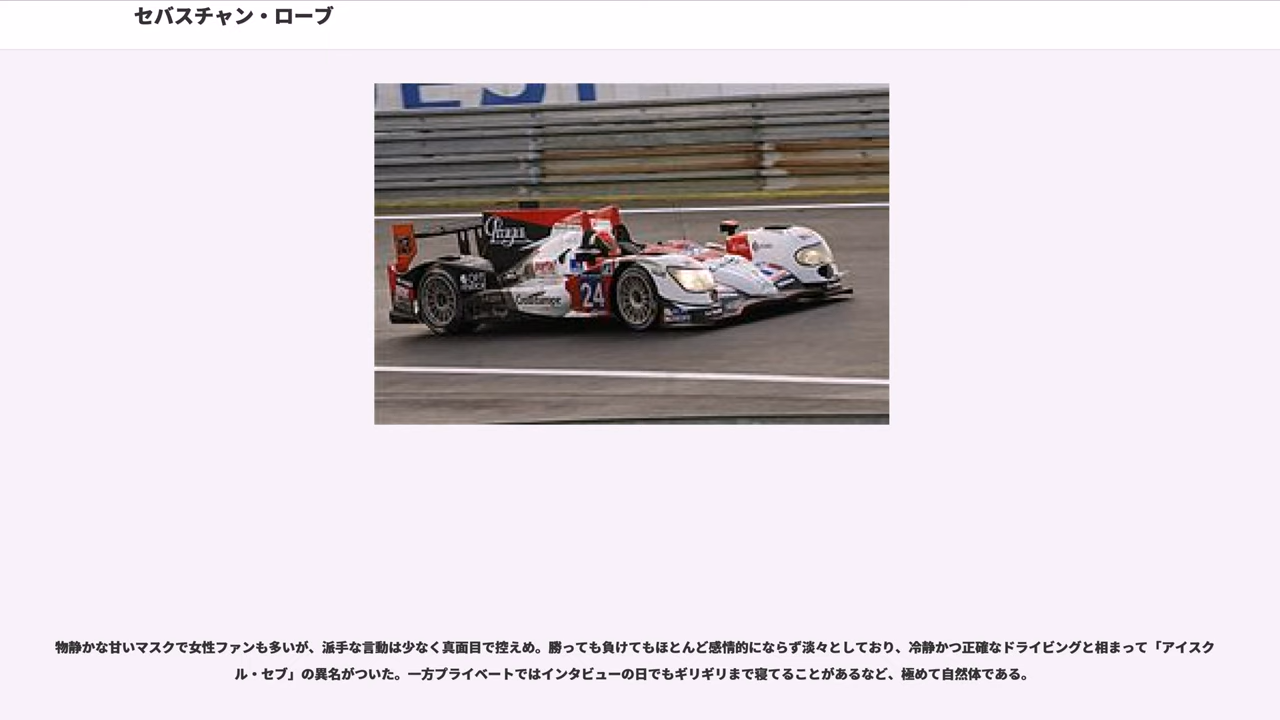 セバスチャン・ローブ
EST
Prague
24
物静かな甘いマスクで女性ファンも多いが、派手な言動は少なく真面目で控えめ。勝っても負けてもほとんど感情的にならず淡々としており、冷静かつ正確なドライビングと相まって「アイスク
ル・セブ」の異名がついた。一方プライベートではインタビューの日でもギリギリまで寝てることがあるなど、極めて自然体である。